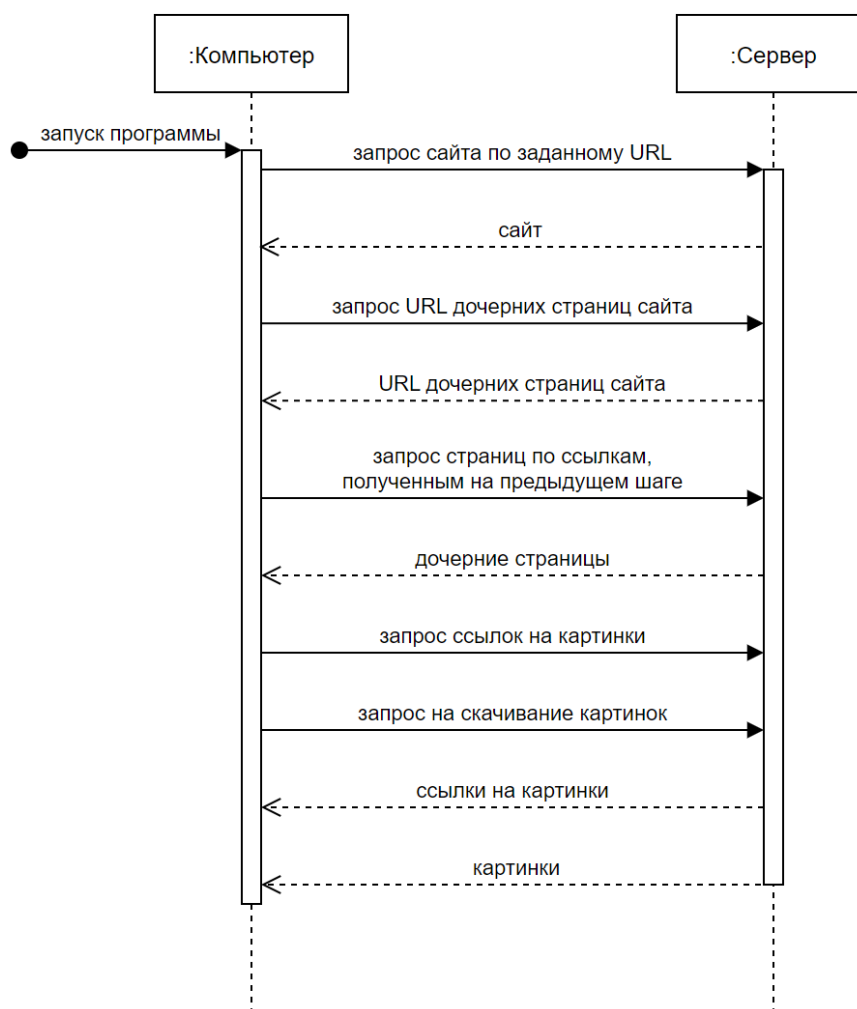 :Компьютер
:Сервер
запуск программы
запрос сайта по заданному URL
сайт
запрос URL дочерних страниц сайта
URL дочерних страниц сайта
запрос страниц по ссылкам,
полученным на предыдущем шаге
дочерние страницы
запрос ссылок на картинки
запрос на скачивание картинок
ссылки на картинки
картинки